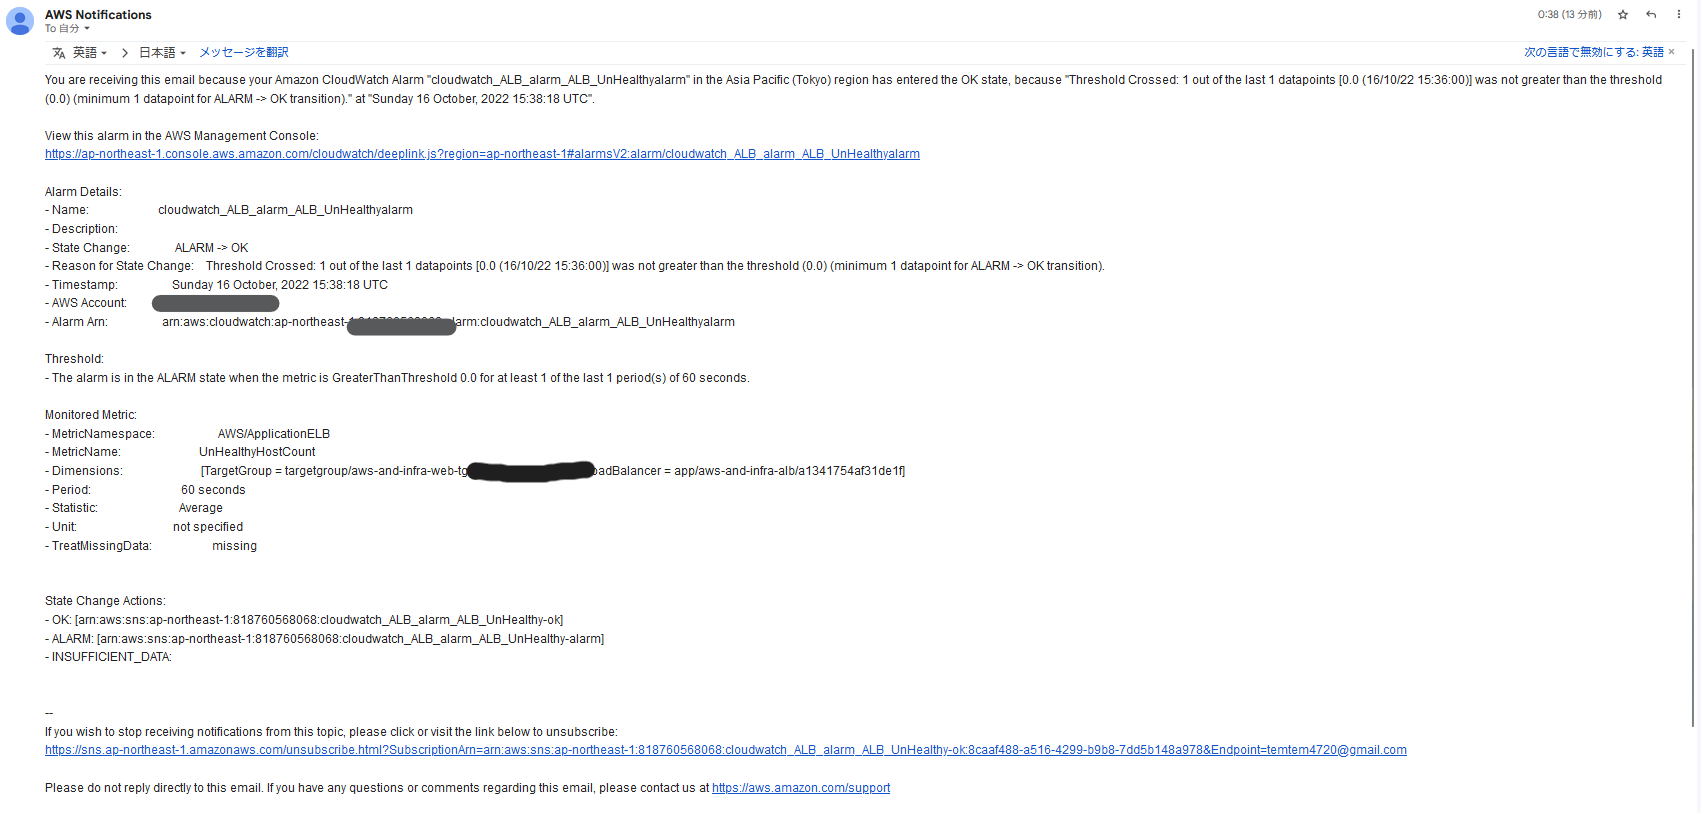 AWS Notifications
0:38 (13 分前)
To 自分
英語 日本語 メッセージを翻訳
次の言語で無効にする: 英語 ×
You are receiving this email because your Amazon CloudWatch Alarm "cloudwatch_ALB_alarm_ALB_UnHealthyalarm" in the Asia Pacific (Tokyo) region has entered the OK state, because "Threshold Crossed: 1 out of the last 1 datapoints [0.0 (16/10/22 15:36:00)] was not greater than the threshold
(0.0) (minimum 1 datapoint for ALARM -> OK transition)." at "Sunday 16 October, 2022 15:38:18 UTC".
View this alarm in the AWS Management Console:
https://ap-northeast-1.console.aws.amazon.com/cloudwatch/deeplink.js?region=ap-northeast-1#alarmsV2:alarm/cloudwatch_ALB_alarm_ALB_UnHealthyalarm
Alarm Details:
- Name: cloudwatch_ALB_alarm_ALB_UnHealthyalarm
- Description:
- State Change: ALARM -> OK
- Reason for State Change: Threshold Crossed: 1 out of the last 1 datapoints [0.0 (16/10/22 15:36:00)] was not greater than the threshold (0.0) (minimum 1 datapoint for ALARM -> OK transition).
- Timestamp: Sunday 16 October, 2022 15:38:18 UTC
- AWS Account:
- Alarm Arn: arn:aws:cloudwatch:ap-northeast- larm:cloudwatch_ALB_alarm_ALB_UnHealthyalarm
Threshold:
- The alarm is in the ALARM state when the metric is GreaterThanThreshold 0.0 for at least 1 of the last 1 period(s) of 60 seconds.
Monitored Metric:
- MetricNamespace: AWS/ApplicationELB
- MetricName: UnHealthyHostCount
- Dimensions: [TargetGroup = targetgroup/aws-and-infra-web-tg oadBalancer = app/aws-and-infra-alb/a1341754af31de1f]
- Period: 60 seconds
- Statistic: Average
- Unit: not specified
- TreatMissingData: missing
State Change Actions:
- OK: [arn:aws:sns:ap-northeast-1:818760568068:cloudwatch_ALB_alarm_ALB_UnHealthy-ok]
- ALARM: [arn:aws:sns:ap-northeast-1:818760568068:cloudwatch_ALB_alarm_ALB_UnHealthy-alarm]
- INSUFFICIENT_DATA:
--
If you wish to stop receiving notifications from this topic, please click or visit the link below to unsubscribe:
https://sns.ap-northeast-1.amazonaws.com/unsubscribe.html?SubscriptionArn=arn:aws:sns:ap-northeast-1:818760568068:cloudwatch_ALB_alarm_ALB_UnHealthy-ok:8caaf488-a516-4299-b9b8-7dd5b148a978&Endpoint=temtem4720@gmail.com
Please do not reply directly to this email. If you have any questions or comments regarding this email, please contact us at https://aws.amazon.com/support